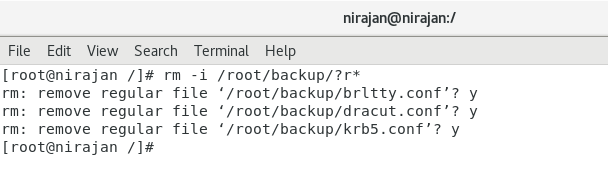 nirajan@nirajan:/
File Edit View Search Terminal Help
[root@nirajan /]# rm -i /root/backup/?r*
rm: remove regular file ‘/root/backup/brltty.conf’? y
rm: remove regular file ‘/root/backup/dracut.conf’? y
rm: remove regular file ‘/root/backup/krb5.conf’? y
[root@nirajan /]#